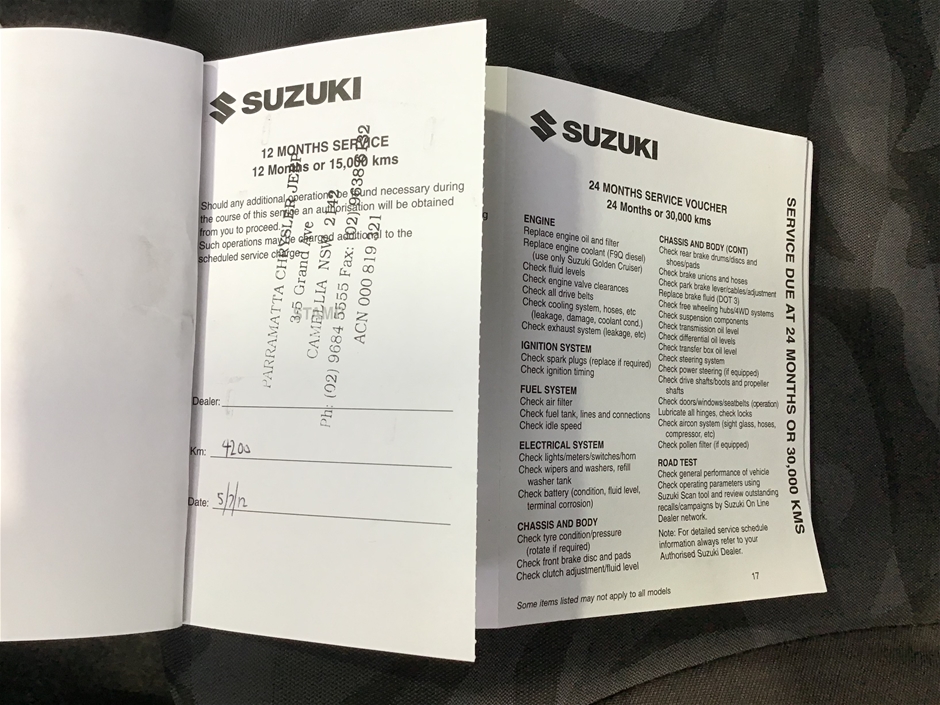 SUZUKI
12 MONTHS SERVICE
12 Months or 15,000 kms
Should any additional operations be found necessary during
the course of this service an authorisation will be obtained
from you to proceed.
Such operations may be charged additional to the
scheduled service charge.
STAMP
PARRAMATTA CHRYSLER JEEP
3-5 Grand Ave
CAMELLIA NSW 2142
Ph: (02) 9684 5555 Fax: (02) 9638
ACN 000 819 321
Dealer:
Km: 4200
Date: 5/7/12
g
SUZUKI
24 MONTHS SERVICE VOUCHER
24 Months or 30,000 kms
ENGINE
Replace engine oil and filter
Replace engine coolant (F9Q diesel)
(use only Suzuki Golden Cruiser)
Check fluid levels
Check engine valve clearances
Check all drive belts
Check cooling system, hoses, etc
(leakage, damage, coolant cond.)
Check exhaust system (leakage, etc)
IGNITION SYSTEM
Check spark plugs (replace if required)
Check ignition timing
FUEL SYSTEM
Check air filter
Check fuel tank, lines and connections
Check idle speed
ELECTRICAL SYSTEM
Check lights/meters/switches/horn
Check wipers and washers, refill
washer tank
Check battery (condition, fluid level,
terminal corrosion)
CHASSIS AND BODY
Check tyre condition/pressure
(rotate if required)
Check front brake disc and pads
Check clutch adjustment/fluid level
CHASSIS AND BODY (CONT)
Check rear brake drums/discs and
shoes/pads
Check brake unions and hoses
Check park brake lever/cables/adjustment
Replace brake fluid (DOT 3)
Check free wheeling hubs/4WD systems
Check suspension components
Check transmission oil level
Check differential oil levels
Check transfer box oil level
Check steering system
Check power steering (if equipped)
Check drive shafts/boots and propeller
shafts
Check doors/windows/seatbelts (operation)
Lubricate all hinges, check locks
Check aircon system (sight glass, hoses,
compressor, etc)
Check pollen filter (if equipped)
ROAD TEST
Check general performance of vehicle
Check operating parameters using
Suzuki Scan tool and review outstanding
recalls/campaigns by Suzuki On Line
Dealer network.
Note: For detailed service schedule
information always refer to your
Authorised Suzuki Dealer.
17
Some items listed may not apply to all models
SERVICE DUE AT 24 MONTHS OR 30,000 KMS